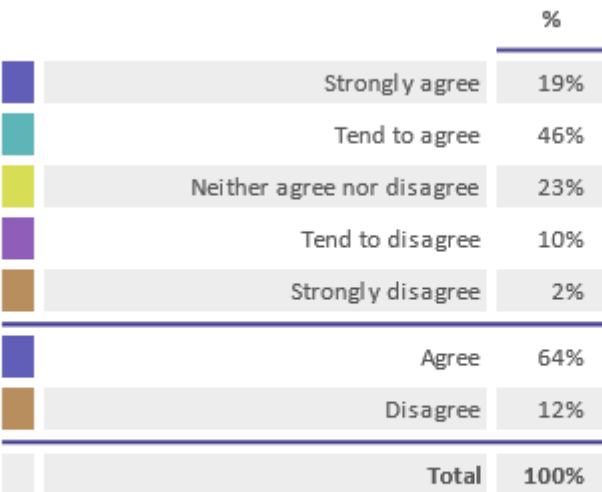 %
Strongly agree 19%
Tend to agree 46%
Neither agree nor disagree 23%
Tend to disagree 10%
Strongly disagree 2%
Agree 64%
Disagree 12%
Total 100%